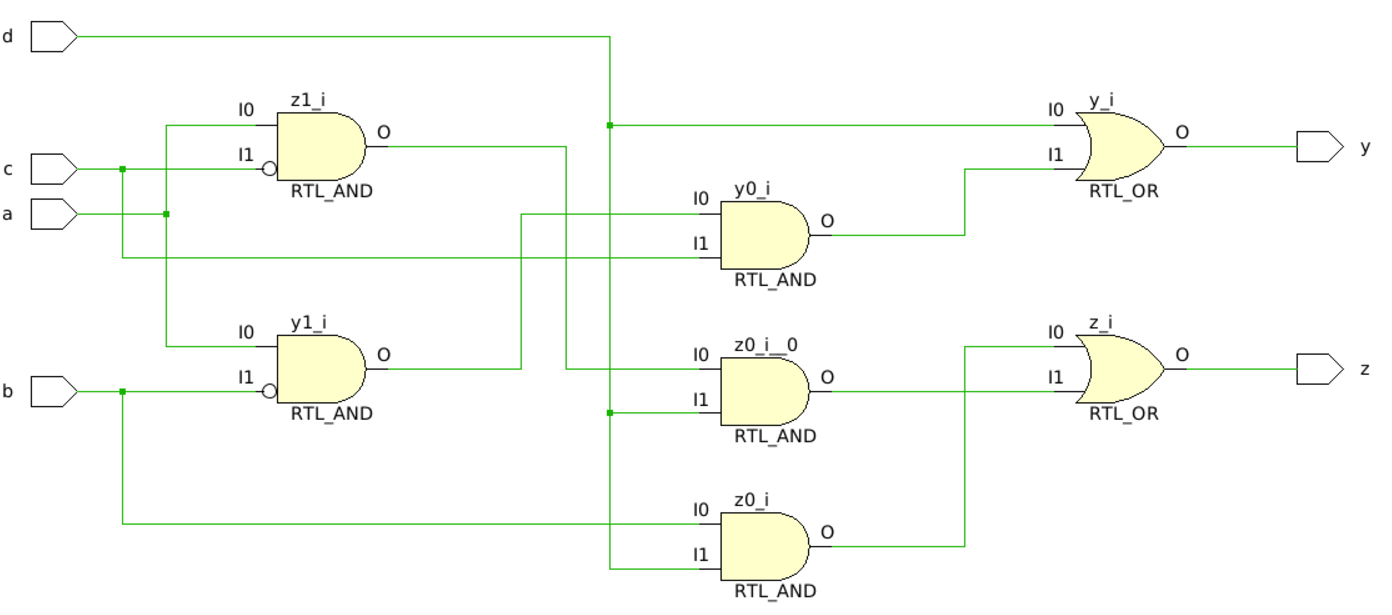 d
z1_i
I0
O
I1
RTL_AND
c
a
y_i
I0
O
I1
RTL_OR
y
y0_i
I0
O
I1
RTL_AND
y1_i
I0
O
I1
RTL_AND
b
z0_i__0
I0
O
I1
RTL_AND
z_i
I0
O
I1
RTL_OR
z
z0_i
I0
O
I1
RTL_AND